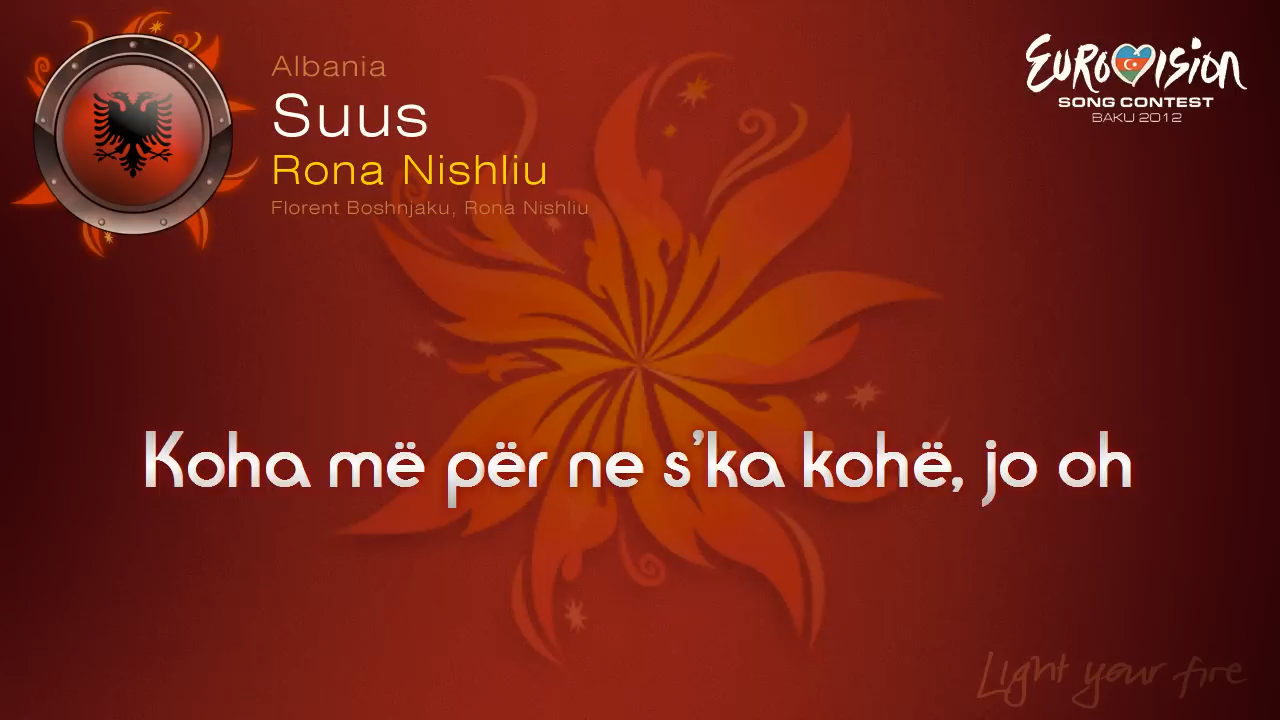 Albania
Suus
Rona Nishliu
Florent Boshnjaku, Rona Nishliu
EUROVISION
SONG CONTEST
BAKU 2012
Koha më për ne s'ka kohë, jo oh
Light your fire